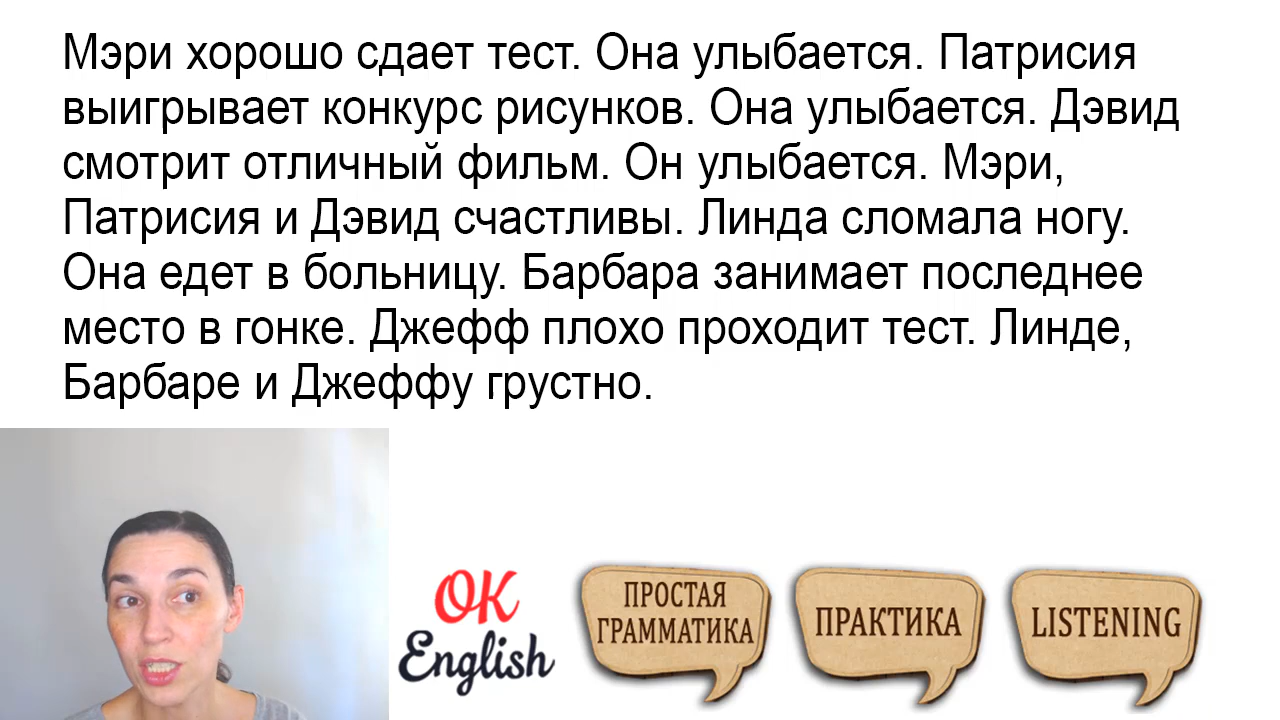 Мэри хорошо сдает тест. Она улыбается. Патрисия
выигрывает конкурс рисунков. Она улыбается. Дэвид
смотрит отличный фильм. Он улыбается. Мэри,
Патрисия и Дэвид счастливы. Линда сломала ногу.
Она едет в больницу. Барбара занимает последнее
место в гонке. Джефф плохо проходит тест. Линде,
Барбаре и Джеффу грустно.
OK
English
ПРОСТАЯ
ГРАММАТИКА
ПРАКТИКА
LISTENING